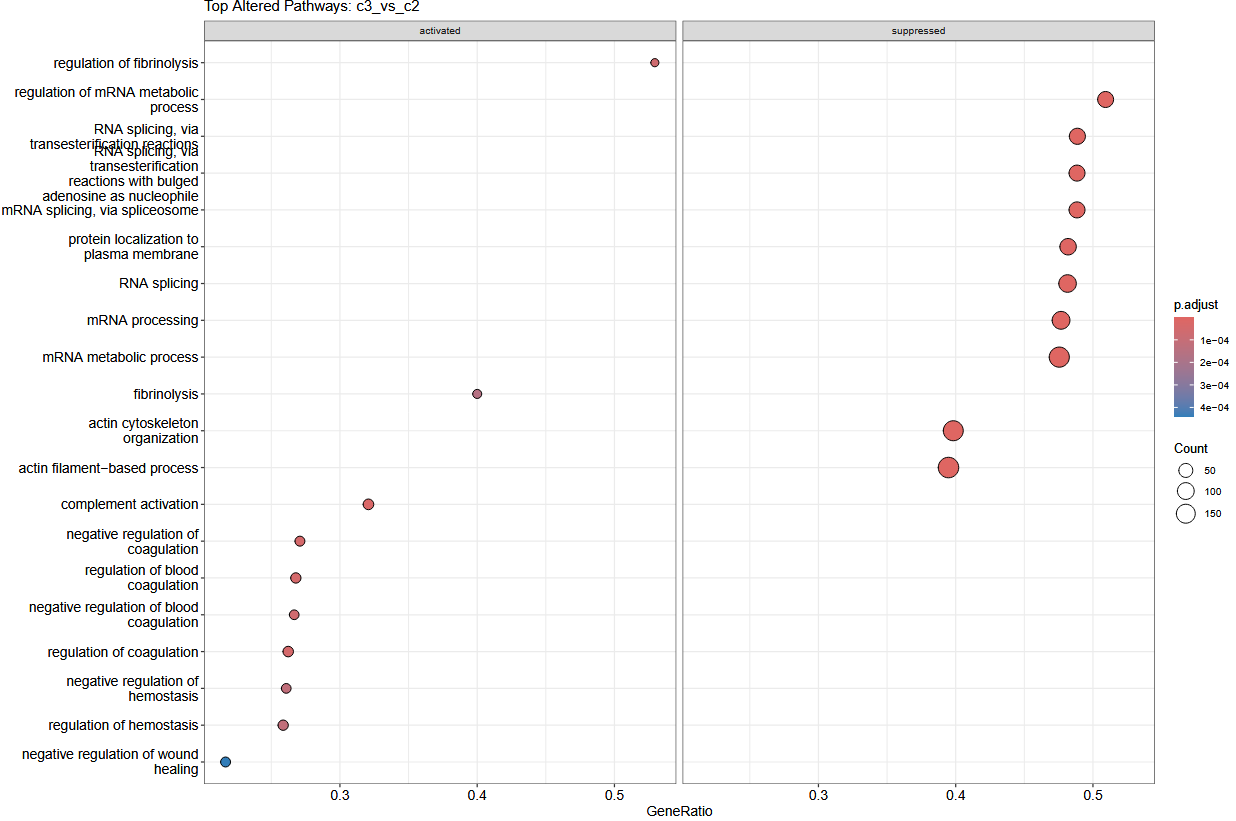 Top Altered Pathways: c3_vs_c2
activated
suppressed
regulation of fibrinolysis
regulation of mRNA metabolic
process
RNA splicing, via
transesterification reactions
RNA splicing, via
transesterification
reactions with bulged
adenosine as nucleophile
mRNA splicing, via spliceosome
protein localization to
plasma membrane
RNA splicing
mRNA processing
mRNA metabolic process
fibrinolysis
actin cytoskeleton
organization
actin filament−based process
complement activation
negative regulation of
coagulation
regulation of blood
coagulation
negative regulation of blood
coagulation
regulation of coagulation
negative regulation of
hemostasis
regulation of hemostasis
negative regulation of wound
healing
0.3 0.4 0.5
0.3 0.4 0.5
GeneRatio
p.adjust
1e−04
2e−04
3e−04
4e−04
Count
50
100
150